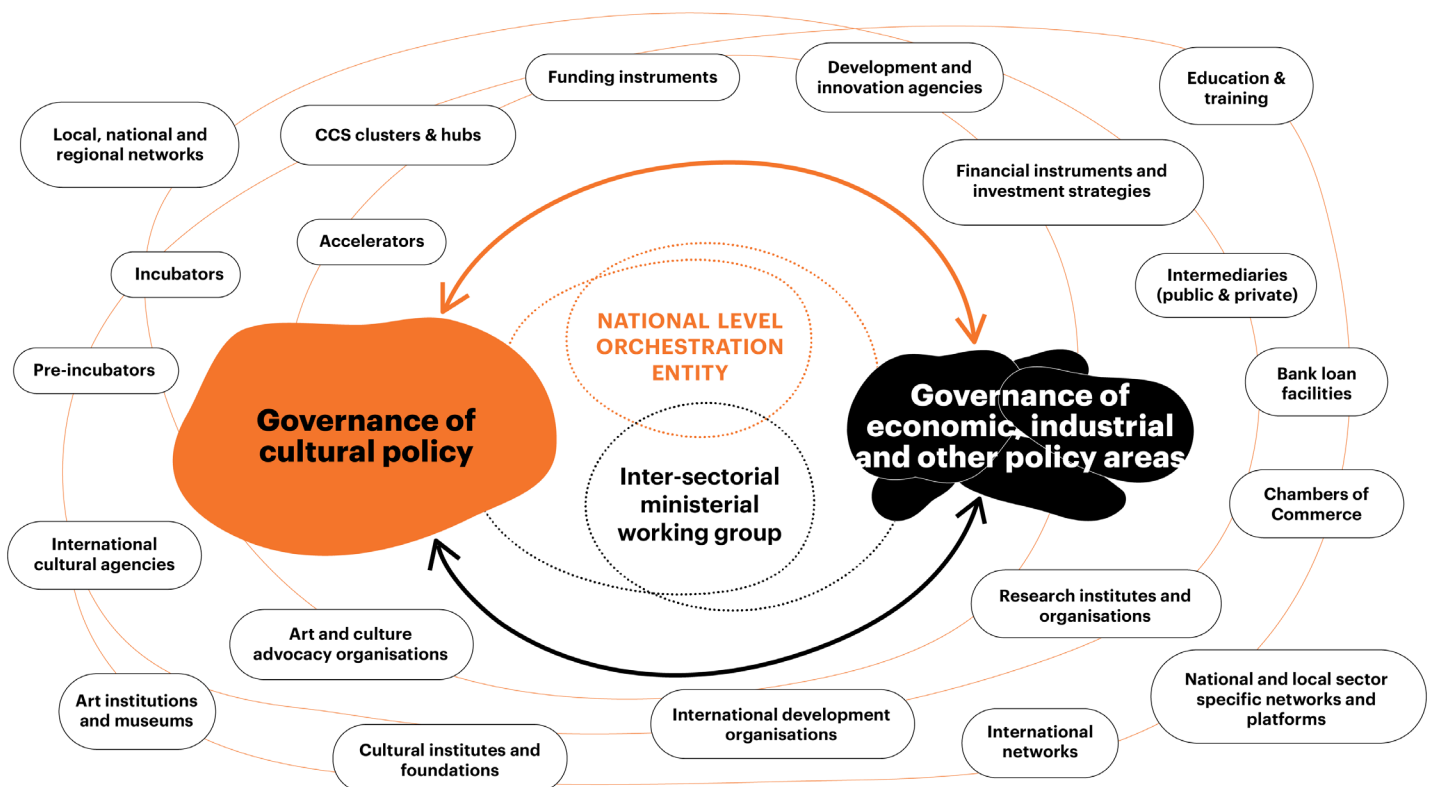 Funding instruments
Development and
innovation agencies
Education &
training
Local, national and
regional networks
CCS clusters & hubs
Financial instruments and
investment strategies
Accelerators
Incubators
Intermediaries
(public & private)
NATIONAL LEVEL
ORCHESTRATION
ENTITY
Pre-incubators
Bank loan
facilities
Governance of
cultural policy
Governance of
economic, industrial
and other policy areas
Inter-sectorial
ministerial
working group
Chambers of
Commerce
International
cultural agencies
Research institutes and
organisations
Art and culture
advocacy organisations
Art institutions
and museums
International development
organisations
National and local sector
specific networks and
platforms
Cultural institutes and
foundations
International
networks